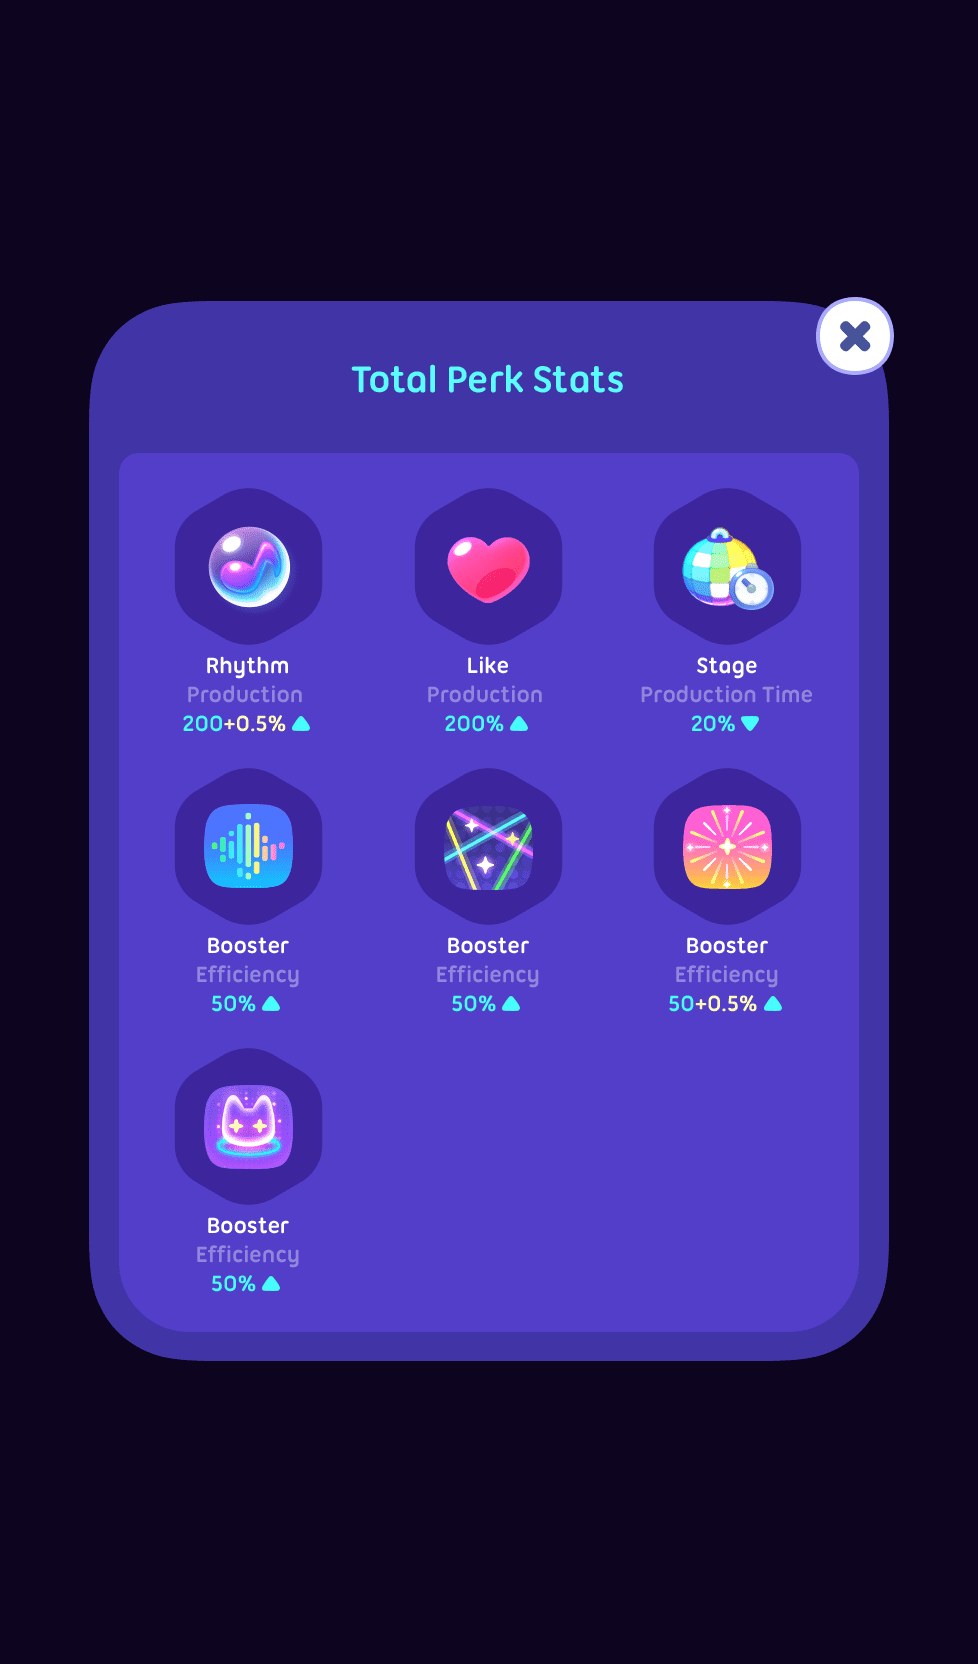 Total Perk Stats
Rhythm
Production
200+0.5%
Like
Production
200%
Stage
Production Time
20%
Booster
Efficiency
50%
Booster
Efficiency
50%
Booster
Efficiency
50+0.5%
Booster
Efficiency
50%